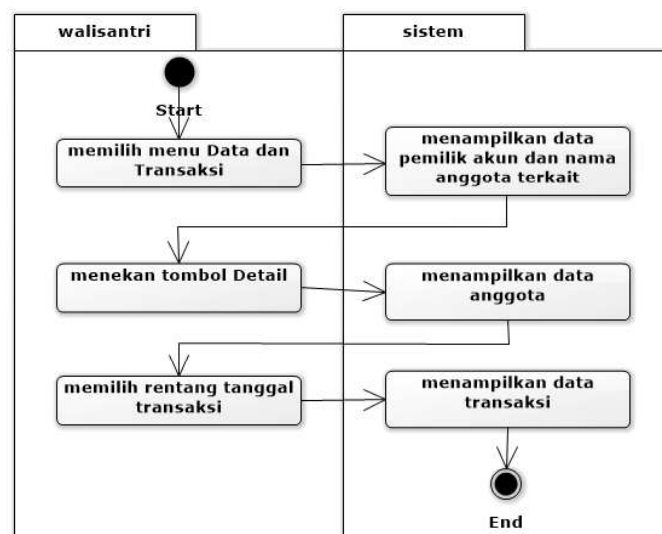 walisantri
sistem
Start
memilih menu Data dan
Transaksi
menampilkan data
pemilik akun dan nama
anggota terkait
menekan tombol Detail
menampilkan data
anggota
memilih rentang tanggal
transaksi
menampilkan data
transaksi
End